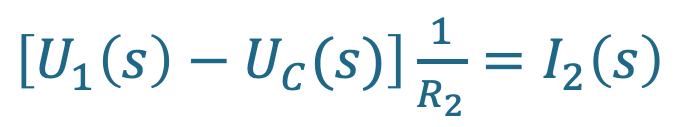 [U₁(s) − U_C(s)] 1/R₂ = I₂(s)